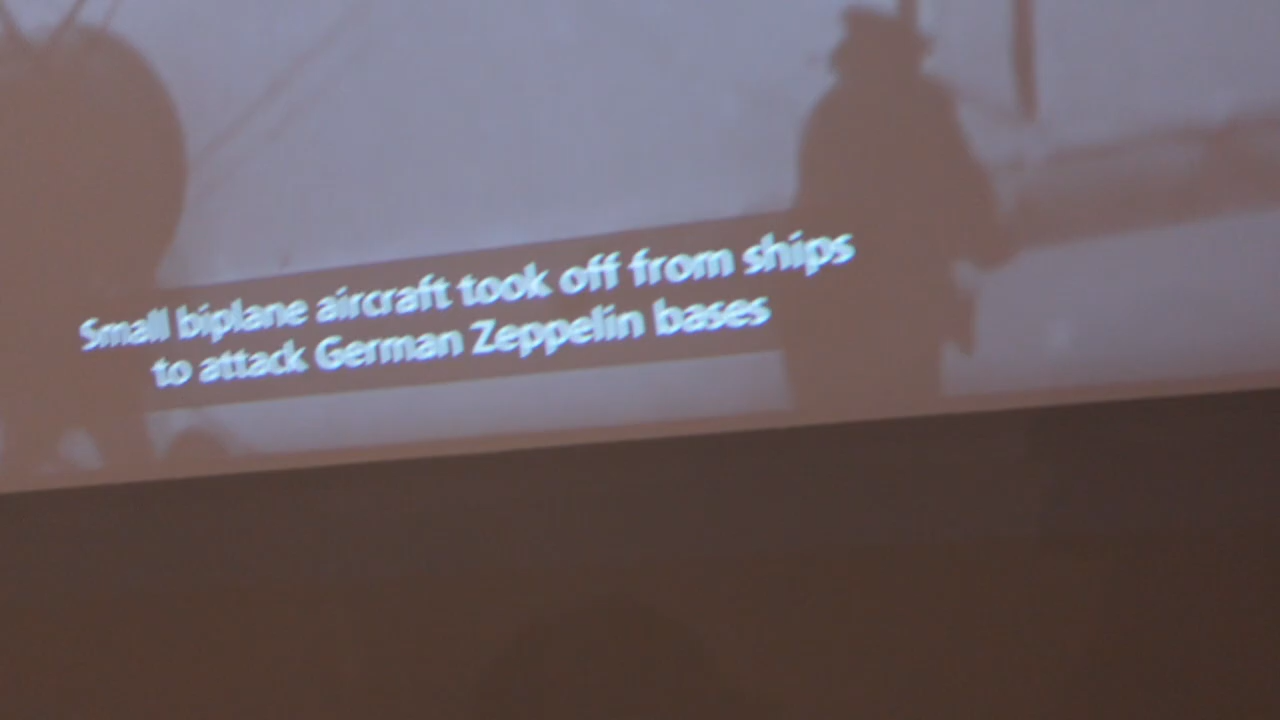 Small biplane aircraft took off from ships
to attack German Zeppelin bases